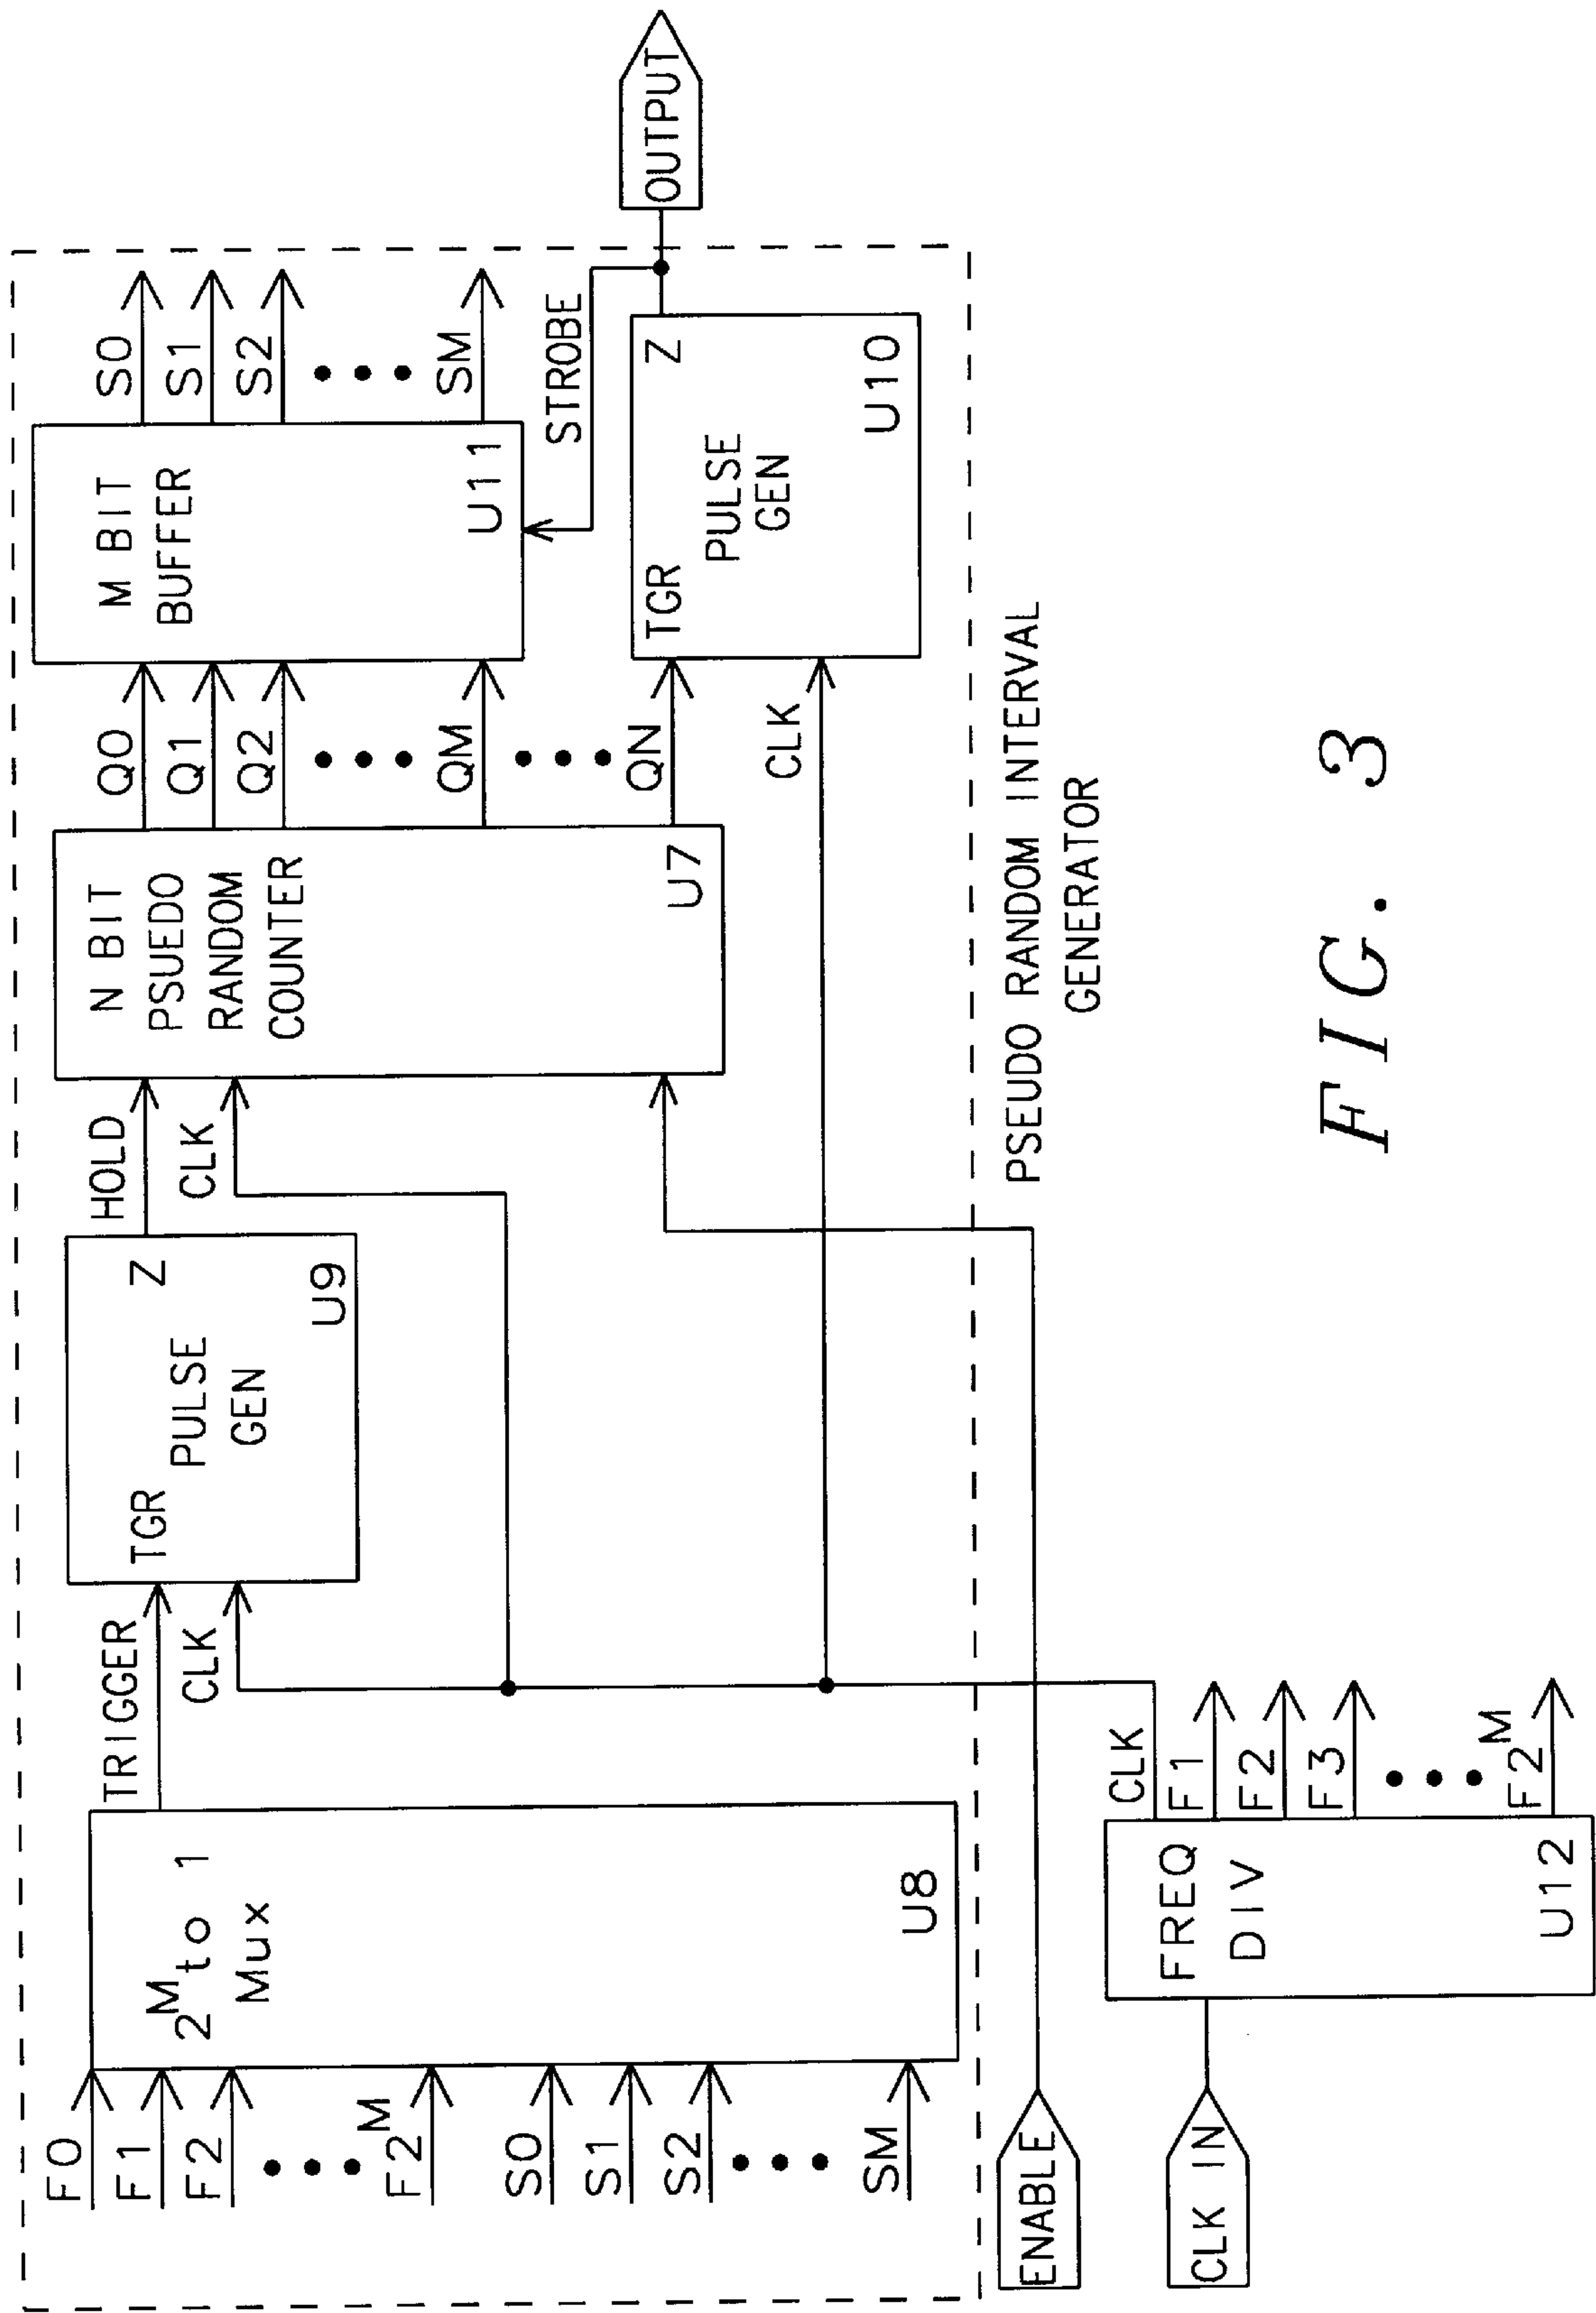 F0
F1
F2
F2^M
S0
S1
S2
SM
2^M to 1
Mux
U8
TRIGGER
CLK
TGR
Z
PULSE
GEN
U9
HOLD
CLK
N BIT
PSUEDO
RANDOM
COUNTER
U7
Q0
Q1
Q2
QM
QN
CLK
M BIT
BUFFER
U11
S0
S1
S2
SM
STROBE
TGR
Z
PULSE
GEN
U10
OUTPUT
ENABLE
CLK IN
FREQ
DIV
U12
CLK
F1
F2
F3
F2^M
PSEUDO RANDOM INTERVAL
GENERATOR
FIG. 3